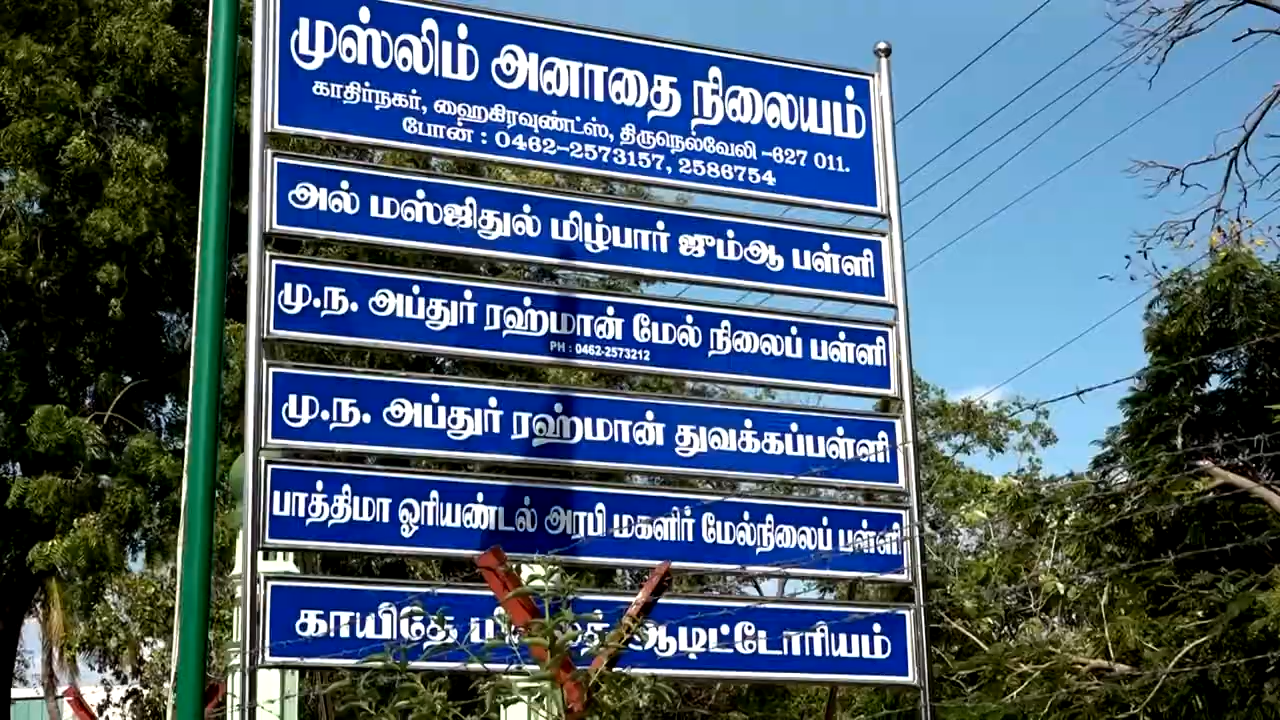 முஸ்லிம் அனாதை நிலையம்
காதிர்நகர், ஹைகிரவுண்ட்ஸ், திருநெல்வேலி -627 011.
போன் : 0462-2573157, 2586754
அல் மஸ்ஜிதுல் மிழ்பார் ஜும்ஆ பள்ளி
மு.ந. அப்துர் ரஹ்மான் மேல் நிலைப் பள்ளி
PH : 0462-2573212
மு.ந. அப்துர் ரஹ்மான் துவக்கப்பள்ளி
பாத்திமா ஓரியண்டல் அரபி மகளிர் மேல்நிலைப் பள்ளி
காயிதே ஆடிட்டோரியம்